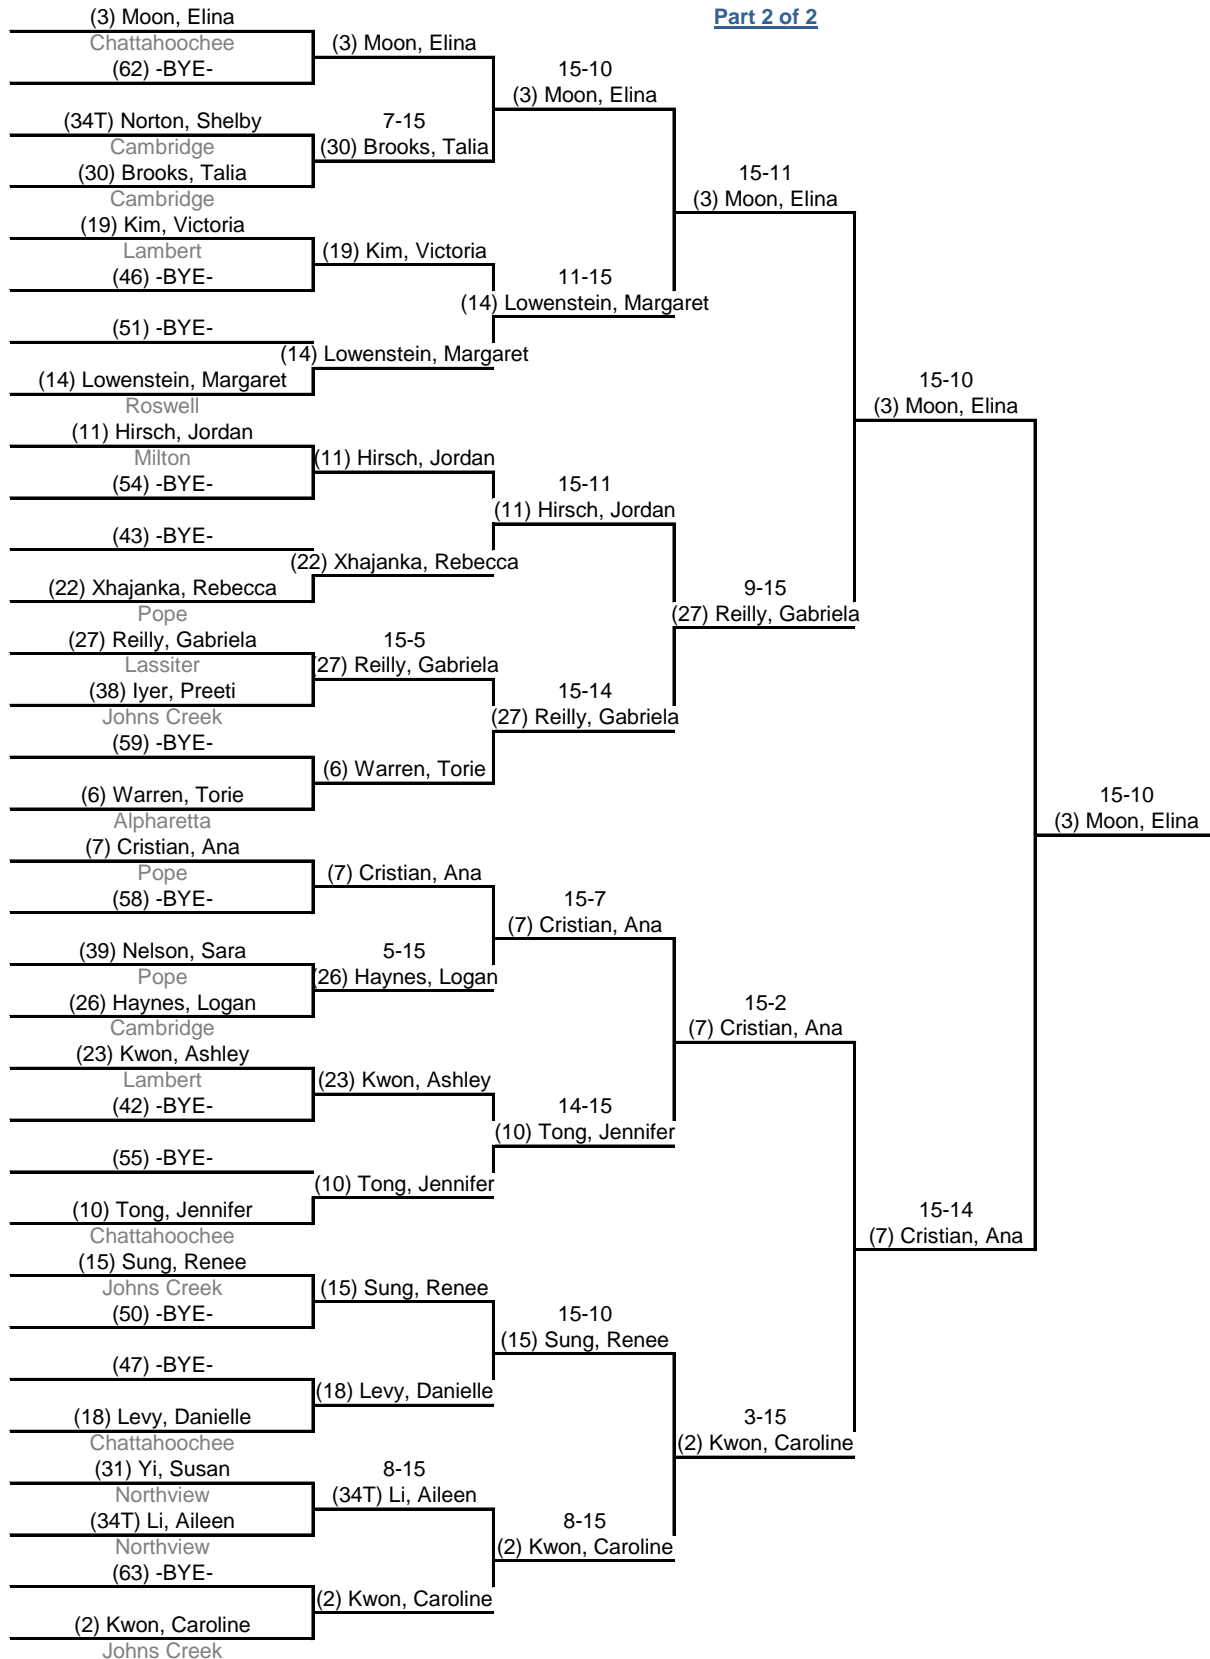 Part 2 of 2
(3) Moon, Elina
Chattahoochee
(62) -BYE-
(34T) Norton, Shelby
Cambridge
(30) Brooks, Talia
Cambridge
(19) Kim, Victoria
Lambert
(46) -BYE-
(51) -BYE-
(14) Lowenstein, Margaret
Roswell
(11) Hirsch, Jordan
Milton
(54) -BYE-
(43) -BYE-
(22) Xhajanka, Rebecca
Pope
(27) Reilly, Gabriela
Lassiter
(38) Iyer, Preeti
Johns Creek
(59) -BYE-
(6) Warren, Torie
Alpharetta
(7) Cristian, Ana
Pope
(58) -BYE-
(39) Nelson, Sara
Pope
(26) Haynes, Logan
Cambridge
(23) Kwon, Ashley
Lambert
(42) -BYE-
(55) -BYE-
(10) Tong, Jennifer
Chattahoochee
(15) Sung, Renee
Johns Creek
(50) -BYE-
(47) -BYE-
(18) Levy, Danielle
Chattahoochee
(31) Yi, Susan
Northview
(34T) Li, Aileen
Northview
(63) -BYE-
(2) Kwon, Caroline
Johns Creek
(3) Moon, Elina
7-15
(30) Brooks, Talia
(19) Kim, Victoria
(14) Lowenstein, Margaret
(11) Hirsch, Jordan
(22) Xhajanka, Rebecca
15-5
(27) Reilly, Gabriela
(6) Warren, Torie
(7) Cristian, Ana
5-15
(26) Haynes, Logan
(23) Kwon, Ashley
(10) Tong, Jennifer
(15) Sung, Renee
(18) Levy, Danielle
8-15
(34T) Li, Aileen
(2) Kwon, Caroline
15-10
(3) Moon, Elina
11-15
(14) Lowenstein, Margaret
15-11
(11) Hirsch, Jordan
15-14
(27) Reilly, Gabriela
15-7
(7) Cristian, Ana
14-15
(10) Tong, Jennifer
15-10
(15) Sung, Renee
8-15
(2) Kwon, Caroline
15-11
(3) Moon, Elina
9-15
(27) Reilly, Gabriela
15-2
(7) Cristian, Ana
3-15
(2) Kwon, Caroline
15-10
(3) Moon, Elina
15-14
(7) Cristian, Ana
15-10
(3) Moon, Elina